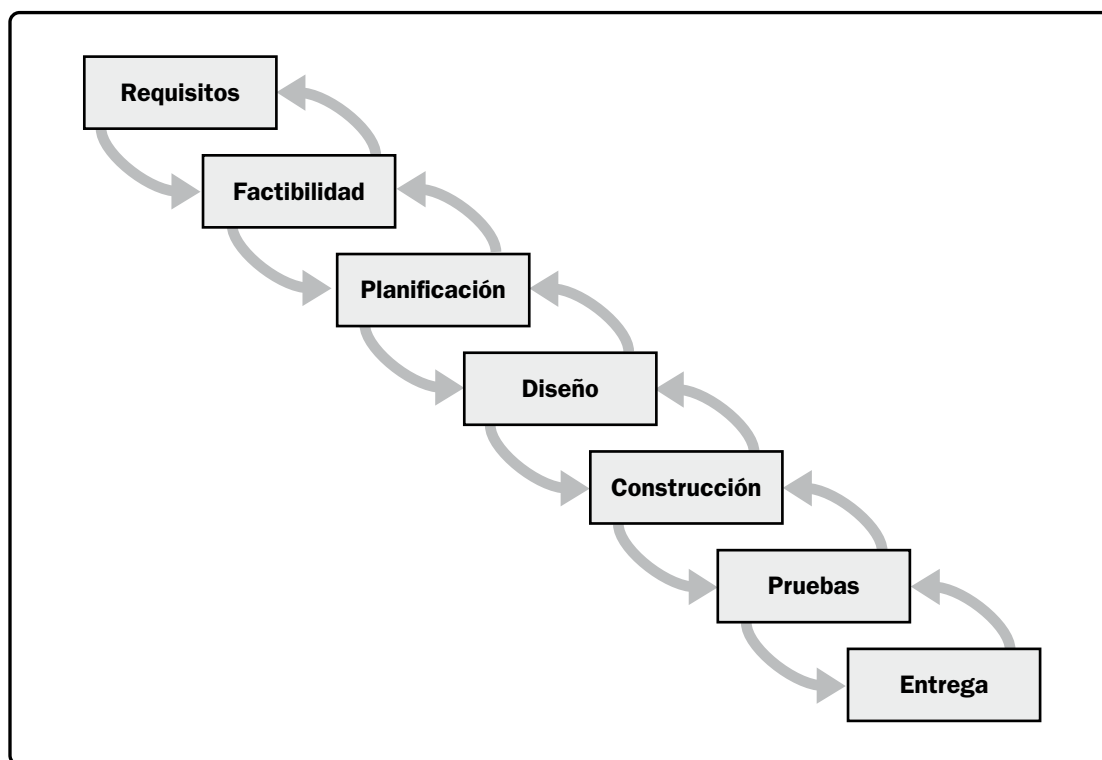 Requisitos
Factibilidad
Planificación
Diseño
Construcción
Pruebas
Entrega